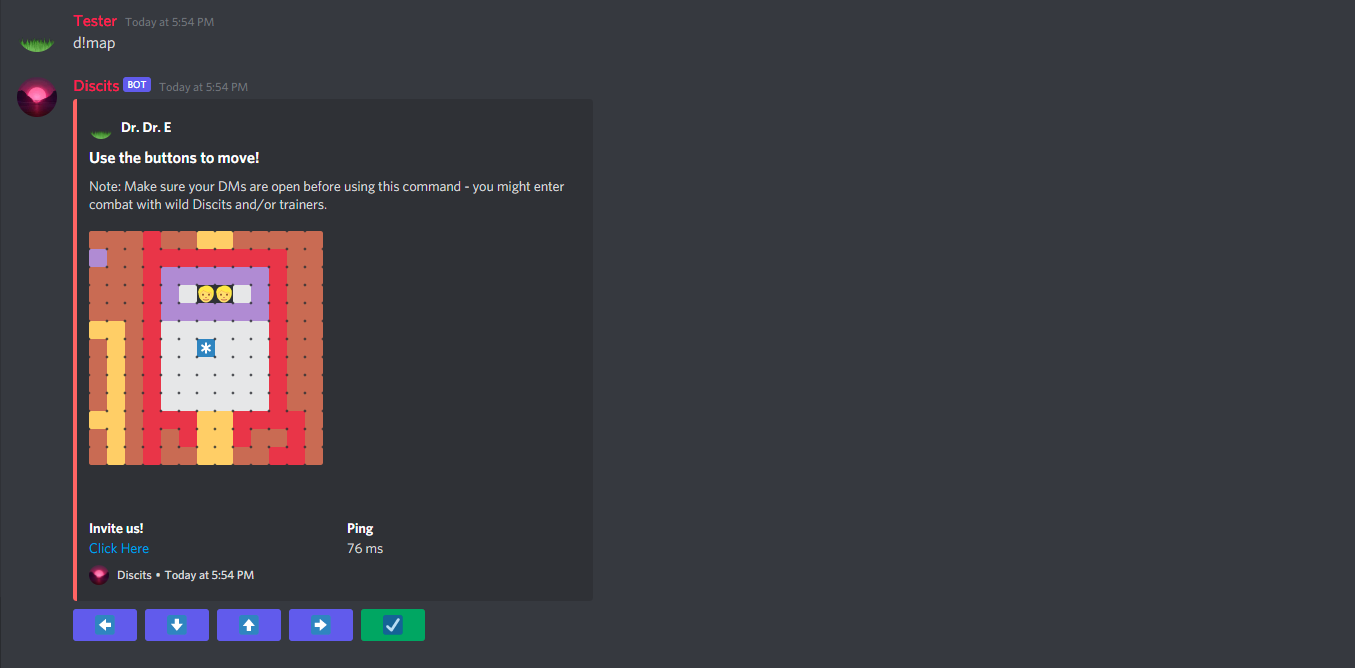 Tester Today at 5:54 PM
d!map
Discits BOT Today at 5:54 PM
Dr. Dr. E
Use the buttons to move!
Note: Make sure your DMs are open before using this command - you might enter
combat with wild Discits and/or trainers.
Invite us! Ping
Click Here 76 ms
Discits • Today at 5:54 PM